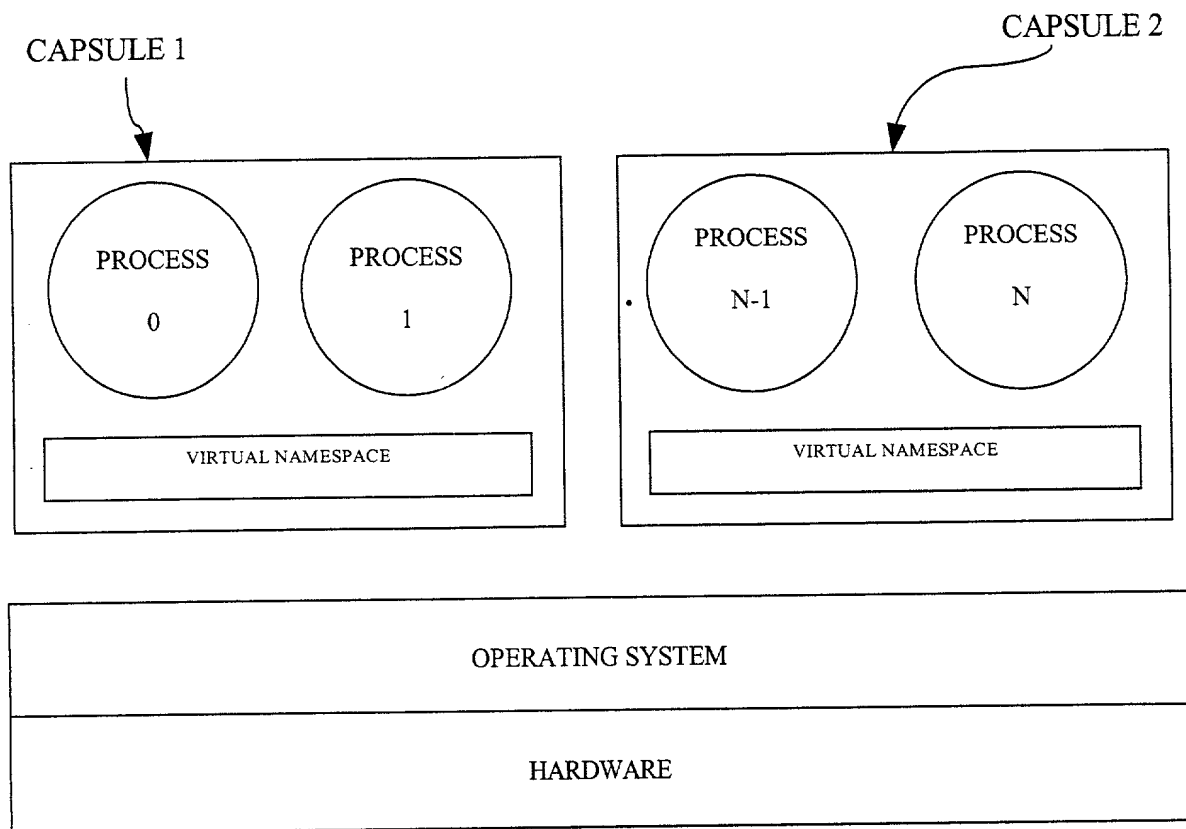 CAPSULE 1
CAPSULE 2
PROCESS
0
PROCESS
1
PROCESS
N-1
PROCESS
N
VIRTUAL NAMESPACE
VIRTUAL NAMESPACE
OPERATING SYSTEM
HARDWARE